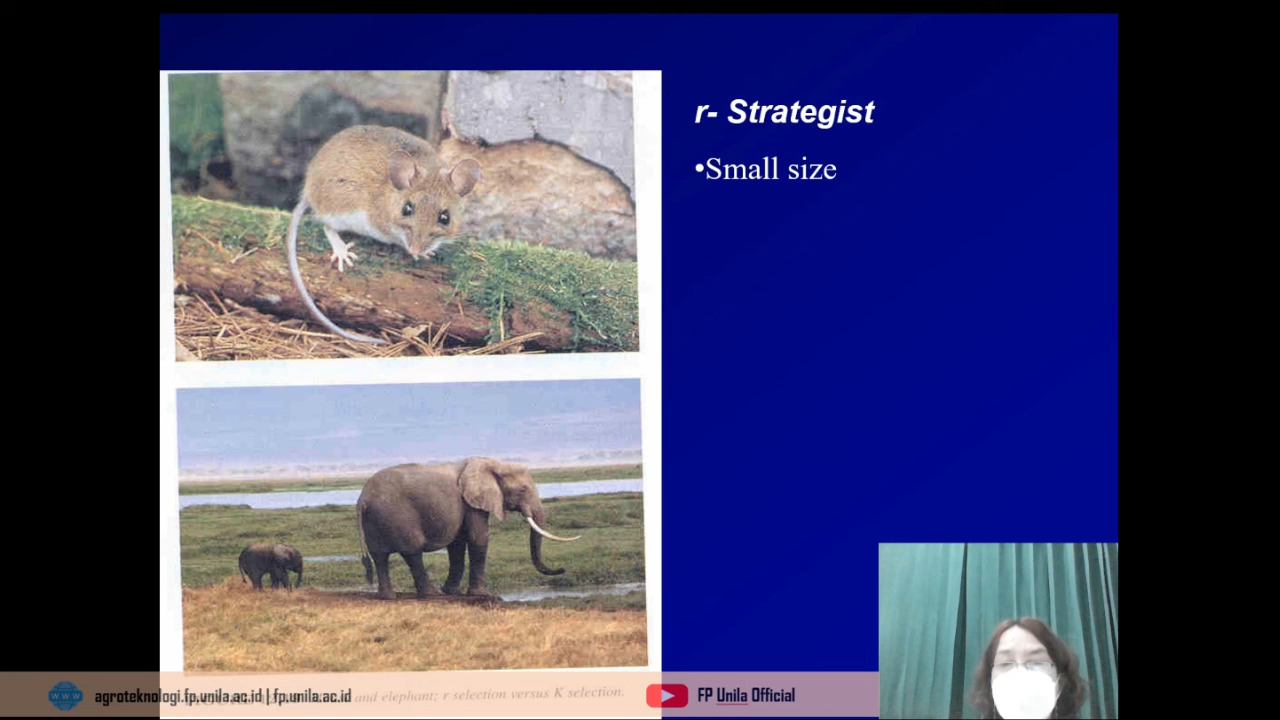 r- Strategist
•Small size
agroteknologi.fp.unila.ac.id | fp.unila.ac.id
and elephant; r selection versus K selection.
FP Unila Official
WWW